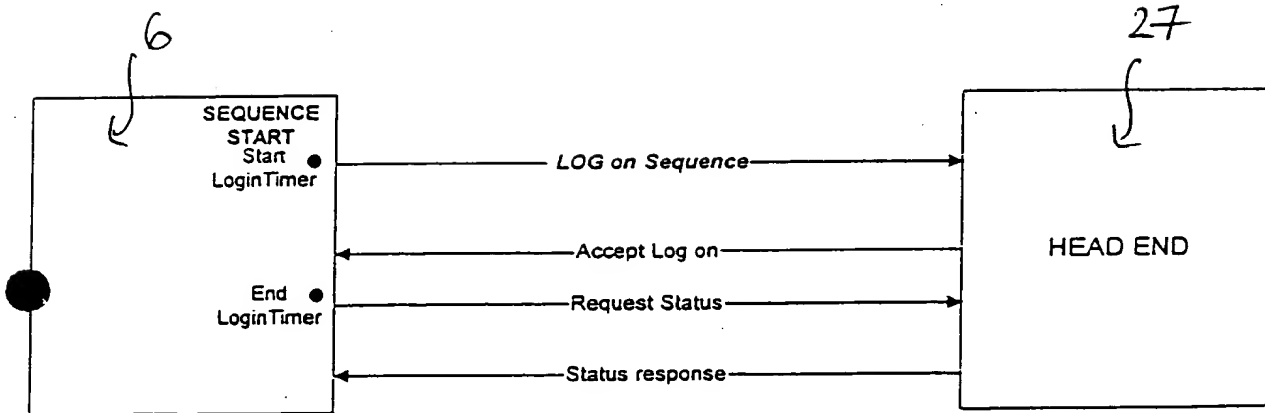 6
27
SEQUENCE
START
Start
LoginTimer
LOG on Sequence
Accept Log on
HEAD END
End
LoginTimer
Request Status
Status response